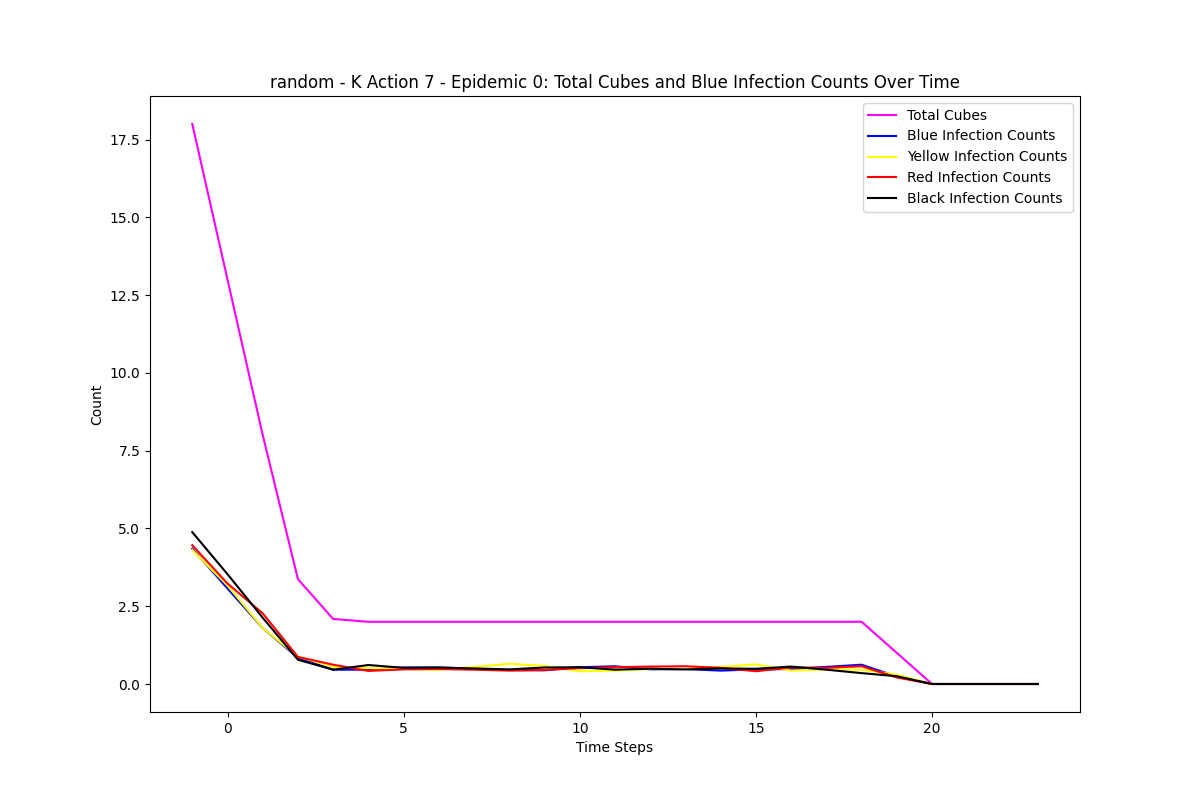 random - K Action 7 - Epidemic 0: Total Cubes and Blue Infection Counts Over Time
Total Cubes
Blue Infection Counts
Yellow Infection Counts
Red Infection Counts
Black Infection Counts
17.5
15.0
12.5
10.0
7.5
5.0
2.5
0.0
Count
0 5 10 15 20
Time Steps